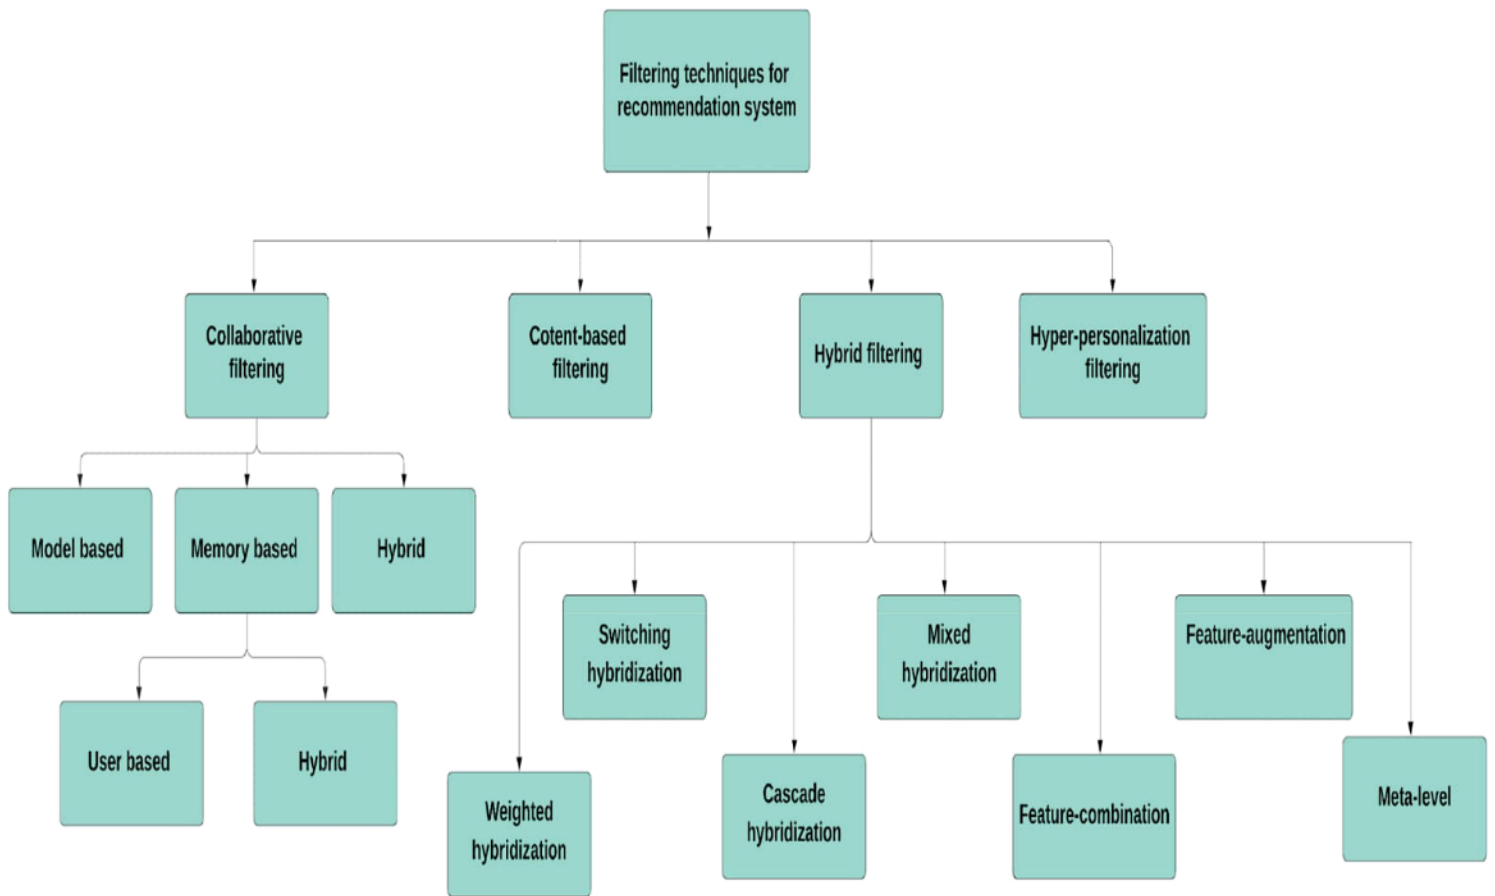 Filtering techniques for
recommendation system
Collaborative
filtering
Cotent-based
filtering
Hybrid filtering
Hyper-personalization
filtering
Model based
Memory based
Hybrid
Switching
hybridization
Mixed
hybridization
Feature-augmentation
User based
Hybrid
Weighted
hybridization
Cascade
hybridization
Feature-combination
Meta-level